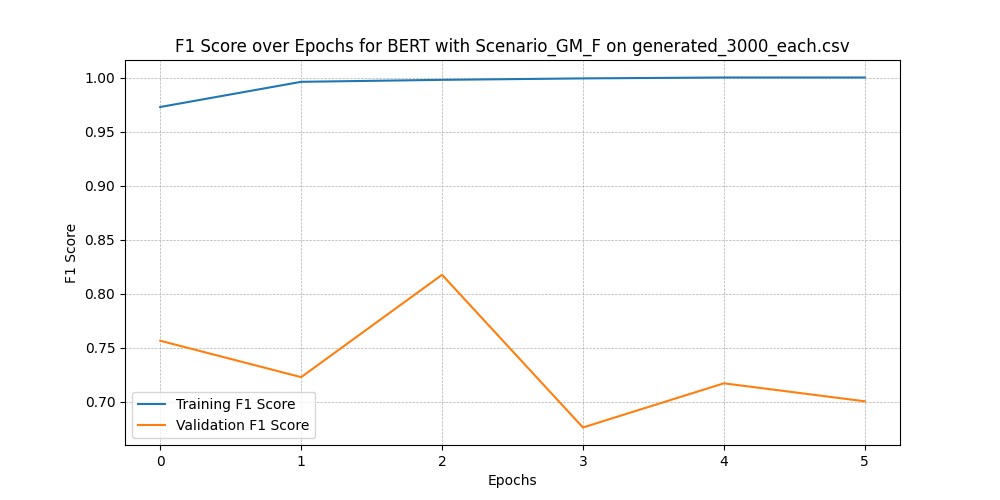 F1 Score over Epochs for BERT with Scenario_GM_F on generated_3000_each.csv
F1 Score
1.00
0.95
0.90
0.85
0.80
0.75
0.70
Training F1 Score
Validation F1 Score
0 1 2 3 4 5
Epochs